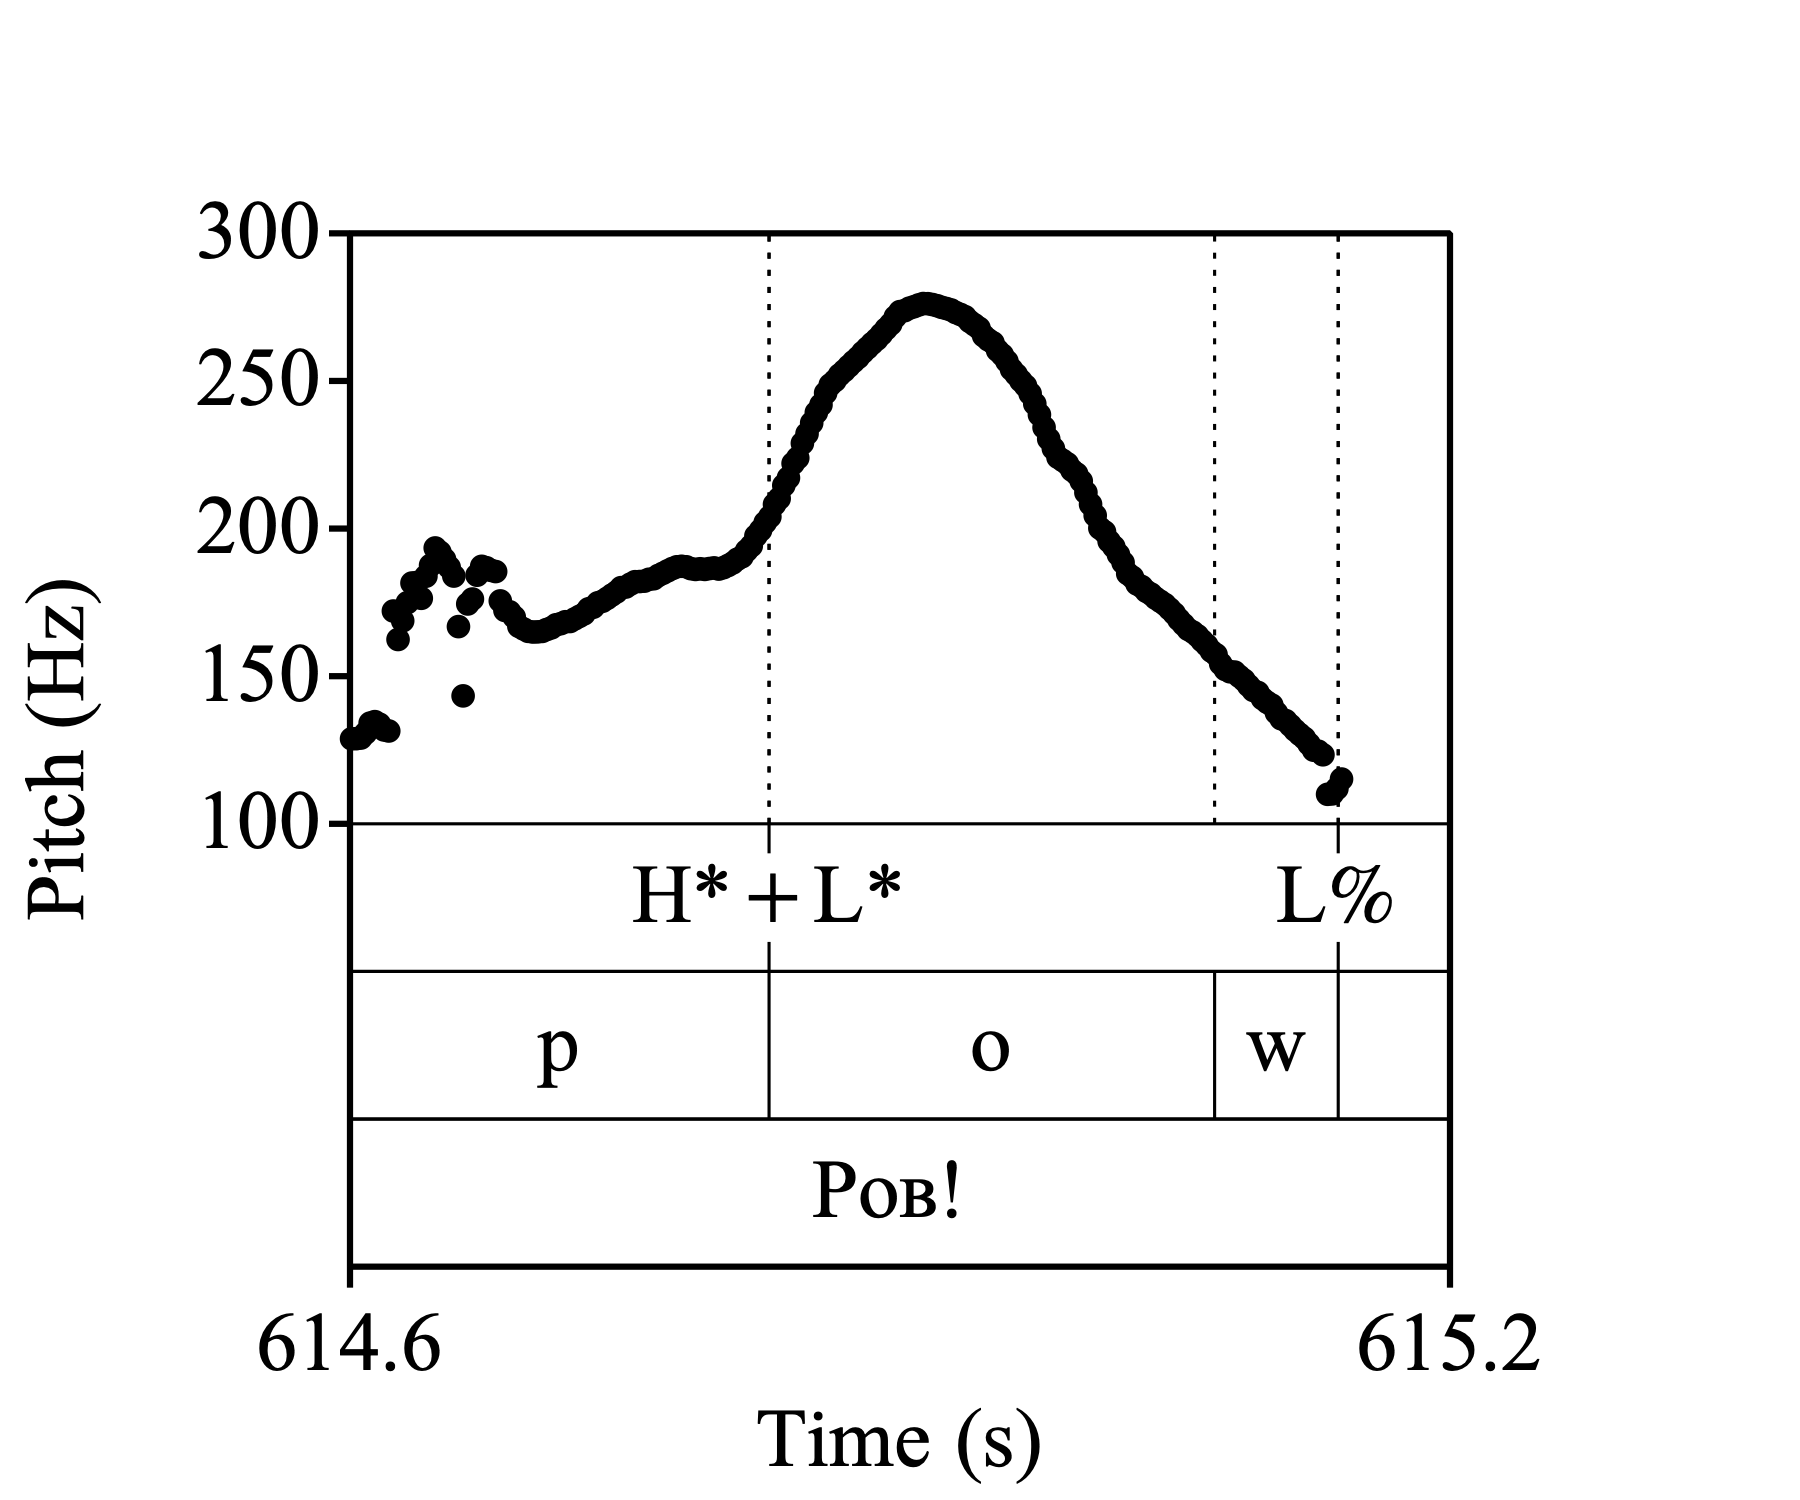 300
250
200
150
100
Pitch (Hz)
H* + L* L%
p o w
Ров!
614.6 615.2
Time (s)